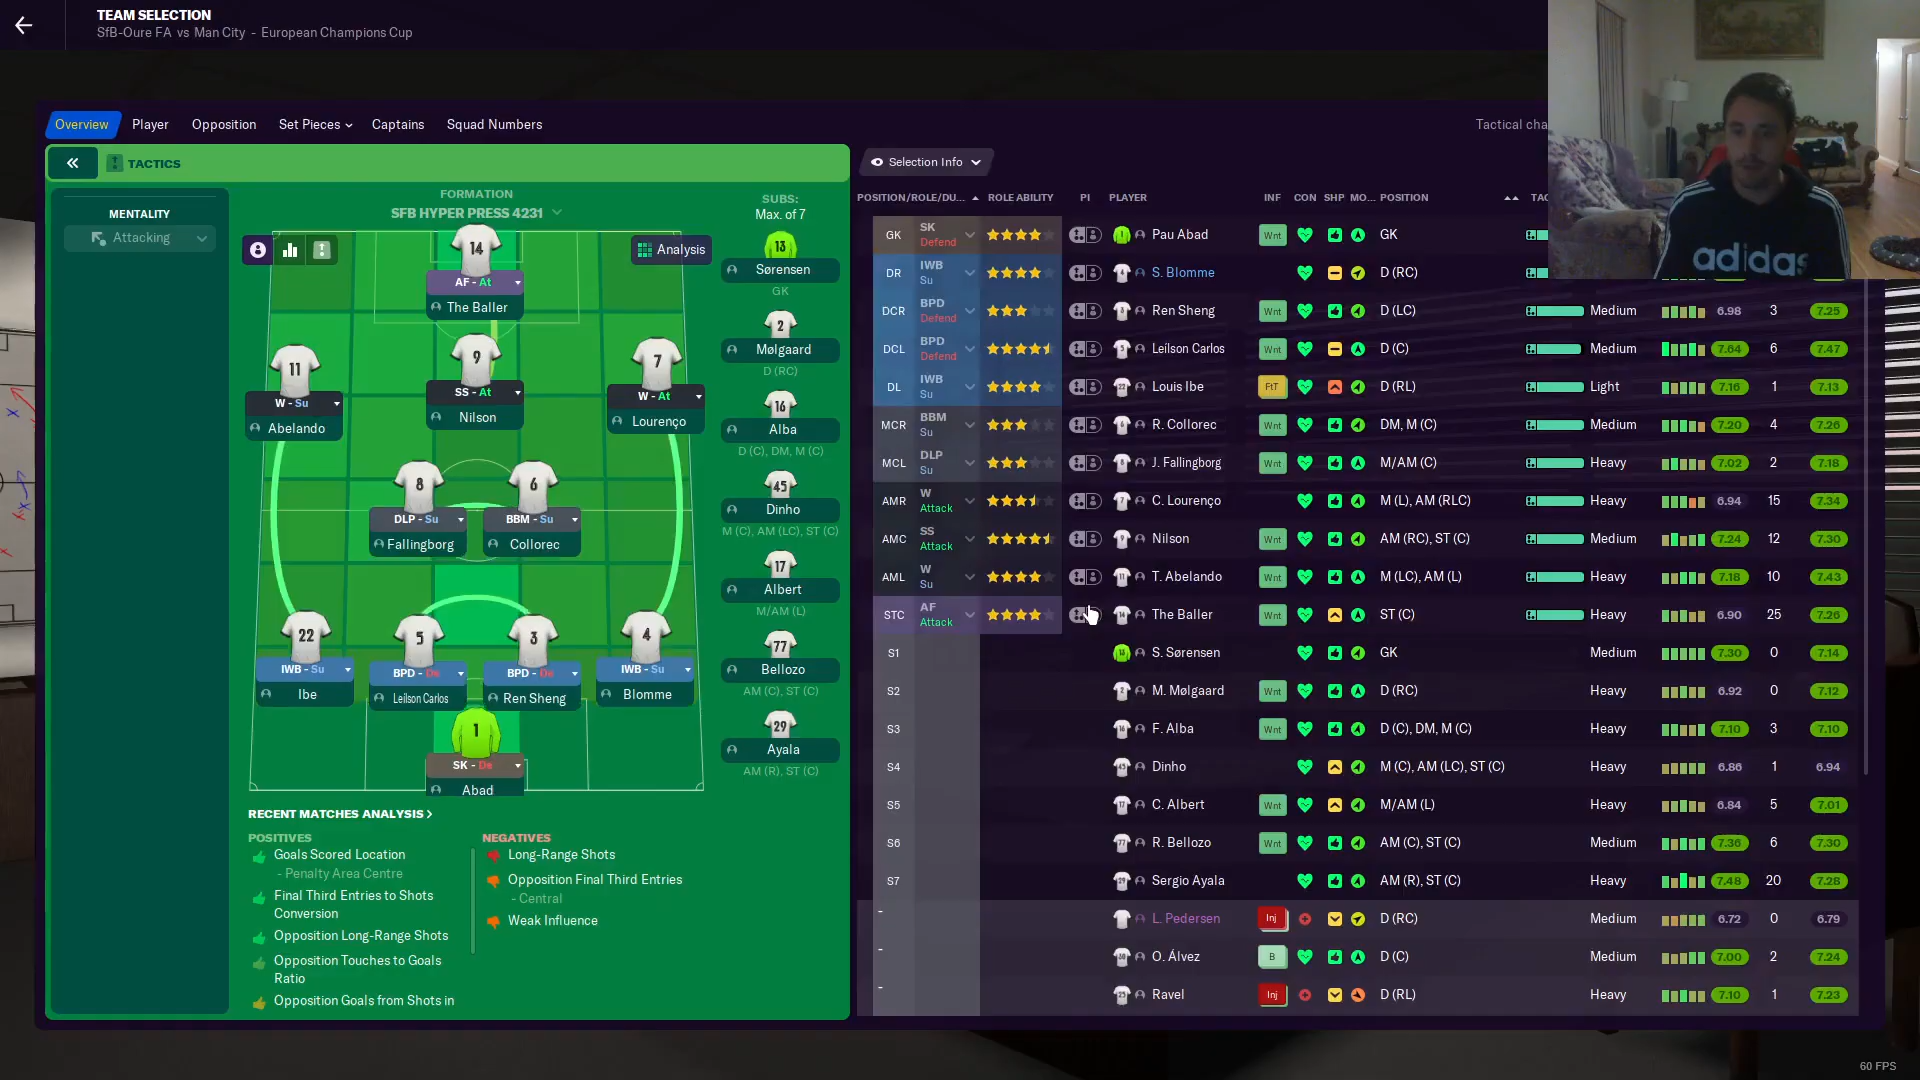 TEAM SELECTION
SfB-Oure FA vs Man City - European Champions Cup
Overview Player Opposition Set Pieces Captains Squad Numbers
Tactical cha
TACTICS
Selection Info
MENTALITY
Attacking
FORMATION
SFB HYPER PRESS 4231
Analysis
14
AF - At
The Baller
11
W - Su
Abelando
9
SS - At
Nilson
7
W - At
Lourenço
8
DLP - Su
Fallingborg
6
BBM - Su
Collorec
22
IWB - Su
Ibe
5
BPD - De
Leílson Carlos
3
BPD - De
Ren Sheng
4
IWB - Su
Blomme
1
SK - De
Abad
SUBS:
Max. of 7
13
Sørensen
GK
2
Mølgaard
D (RC)
16
Alba
D (C), DM, M (C)
45
Dinho
M (C), AM (LC), ST (C)
17
Albert
M/AM (L)
77
Bellozo
AM (C), ST (C)
29
Ayala
AM (R), ST (C)
RECENT MATCHES ANALYSIS
POSITIVES
Goals Scored Location
- Penalty Area Centre
Final Third Entries to Shots
Conversion
Opposition Long-Range Shots
Opposition Touches to Goals
Ratio
Opposition Goals from Shots in
NEGATIVES
Long-Range Shots
Opposition Final Third Entries
- Central
Weak Influence
POSITION/ROLE/DU... ROLE ABILITY PI PLAYER INF CON SHP MO... POSITION TAC
GK SK Defend Pau Abad Wnt GK
DR IWB Su S. Blomme D (RC)
DCR BPD Defend Ren Sheng Wnt D (LC) Medium 6.98 3 7.25
DCL BPD Defend Leílson Carlos Wnt D (C) Medium 7.64 6 7.47
DL IWB Su Louis Ibe FtT D (RL) Light 7.16 1 7.13
MCR BBM Su R. Collorec Wnt DM, M (C) Medium 7.20 4 7.26
MCL DLP Su J. Fallingborg Wnt M/AM (C) Heavy 7.02 2 7.18
AMR W Attack C. Lourenço M (L), AM (RLC) Heavy 6.94 15 7.34
AMC SS Attack Nilson Wnt AM (RC), ST (C) Medium 7.24 12 7.30
AML W Su T. Abelando Wnt M (LC), AM (L) Heavy 7.18 10 7.43
STC AF Attack The Baller Wnt ST (C) Heavy 6.90 25 7.26
S1 S. Sørensen GK Medium 7.30 0 7.14
S2 M. Mølgaard Wnt D (RC) Medium 6.92 0 7.12
S3 F. Alba Wnt D (C), DM, M (C) Heavy 7.10 3 7.10
S4 Dinho M (C), AM (LC), ST (C) Heavy 6.86 1 6.94
S5 C. Albert Wnt M/AM (L) Heavy 6.84 5 7.01
S6 R. Bellozo Wnt AM (C), ST (C) Medium 7.36 6 7.30
S7 Sergio Ayala AM (R), ST (C) Heavy 7.48 20 7.28
- L. Pedersen Inj D (RC) Medium 6.72 0 6.79
- O. Álvez B D (C) Medium 7.00 2 7.24
- Ravel Inj D (RL) Heavy 7.10 1 7.23
adidas
60 FPS